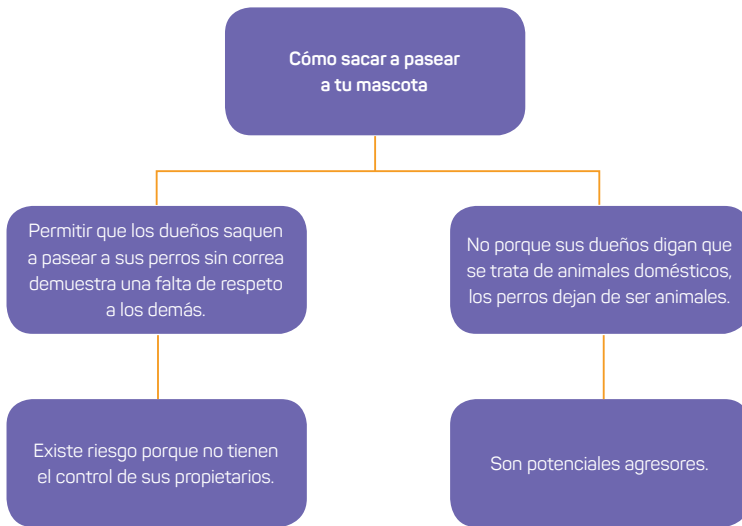 Cómo sacar a pasear
a tu mascota
Permitir que los dueños saquen
a pasear a sus perros sin correa
demuestra una falta de respeto
a los demás.
No porque sus dueños digan que
se trata de animales domésticos,
los perros dejan de ser animales.
Existe riesgo porque no tienen
el control de sus propietarios.
Son potenciales agresores.